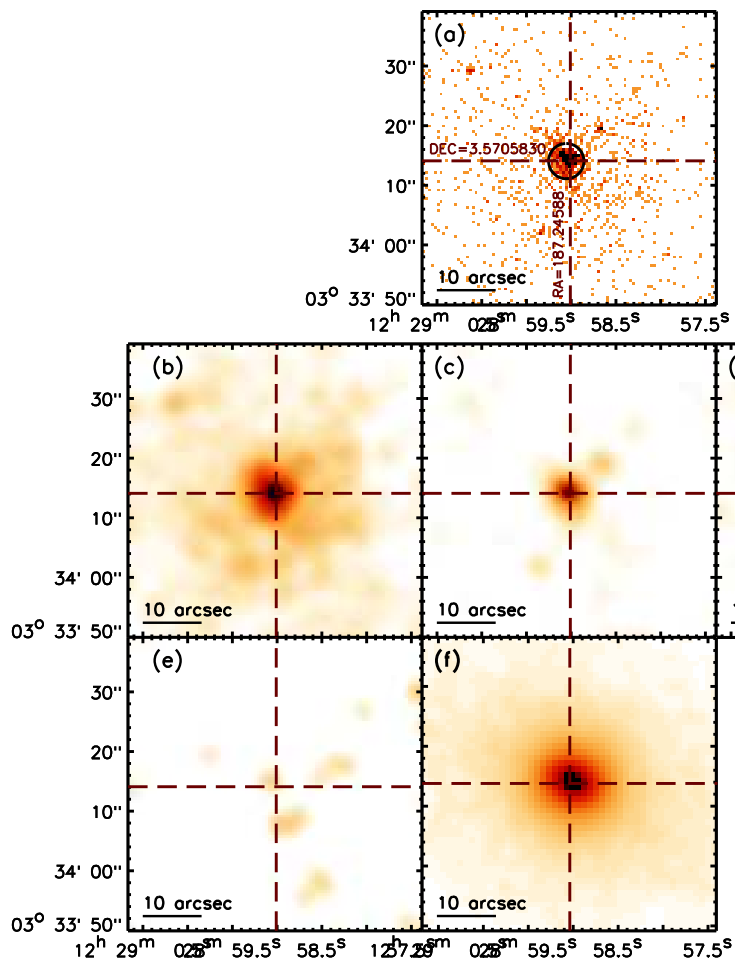 (a)
30"
20"
10"
34' 00"
03° 33' 50"
DEC=3.5705830
RA=187.24588
10 arcsec
12h 29m 59.5s 58.5s 57.5s
(b)
(c)
30"
20"
10"
34' 00"
03° 33' 50"
10 arcsec
10 arcsec
(e)
(f)
30"
20"
10"
34' 00"
03° 33' 50"
10 arcsec
10 arcsec
12h 29m 59.5s 58.5s 59.5s 58.5s 57.5s